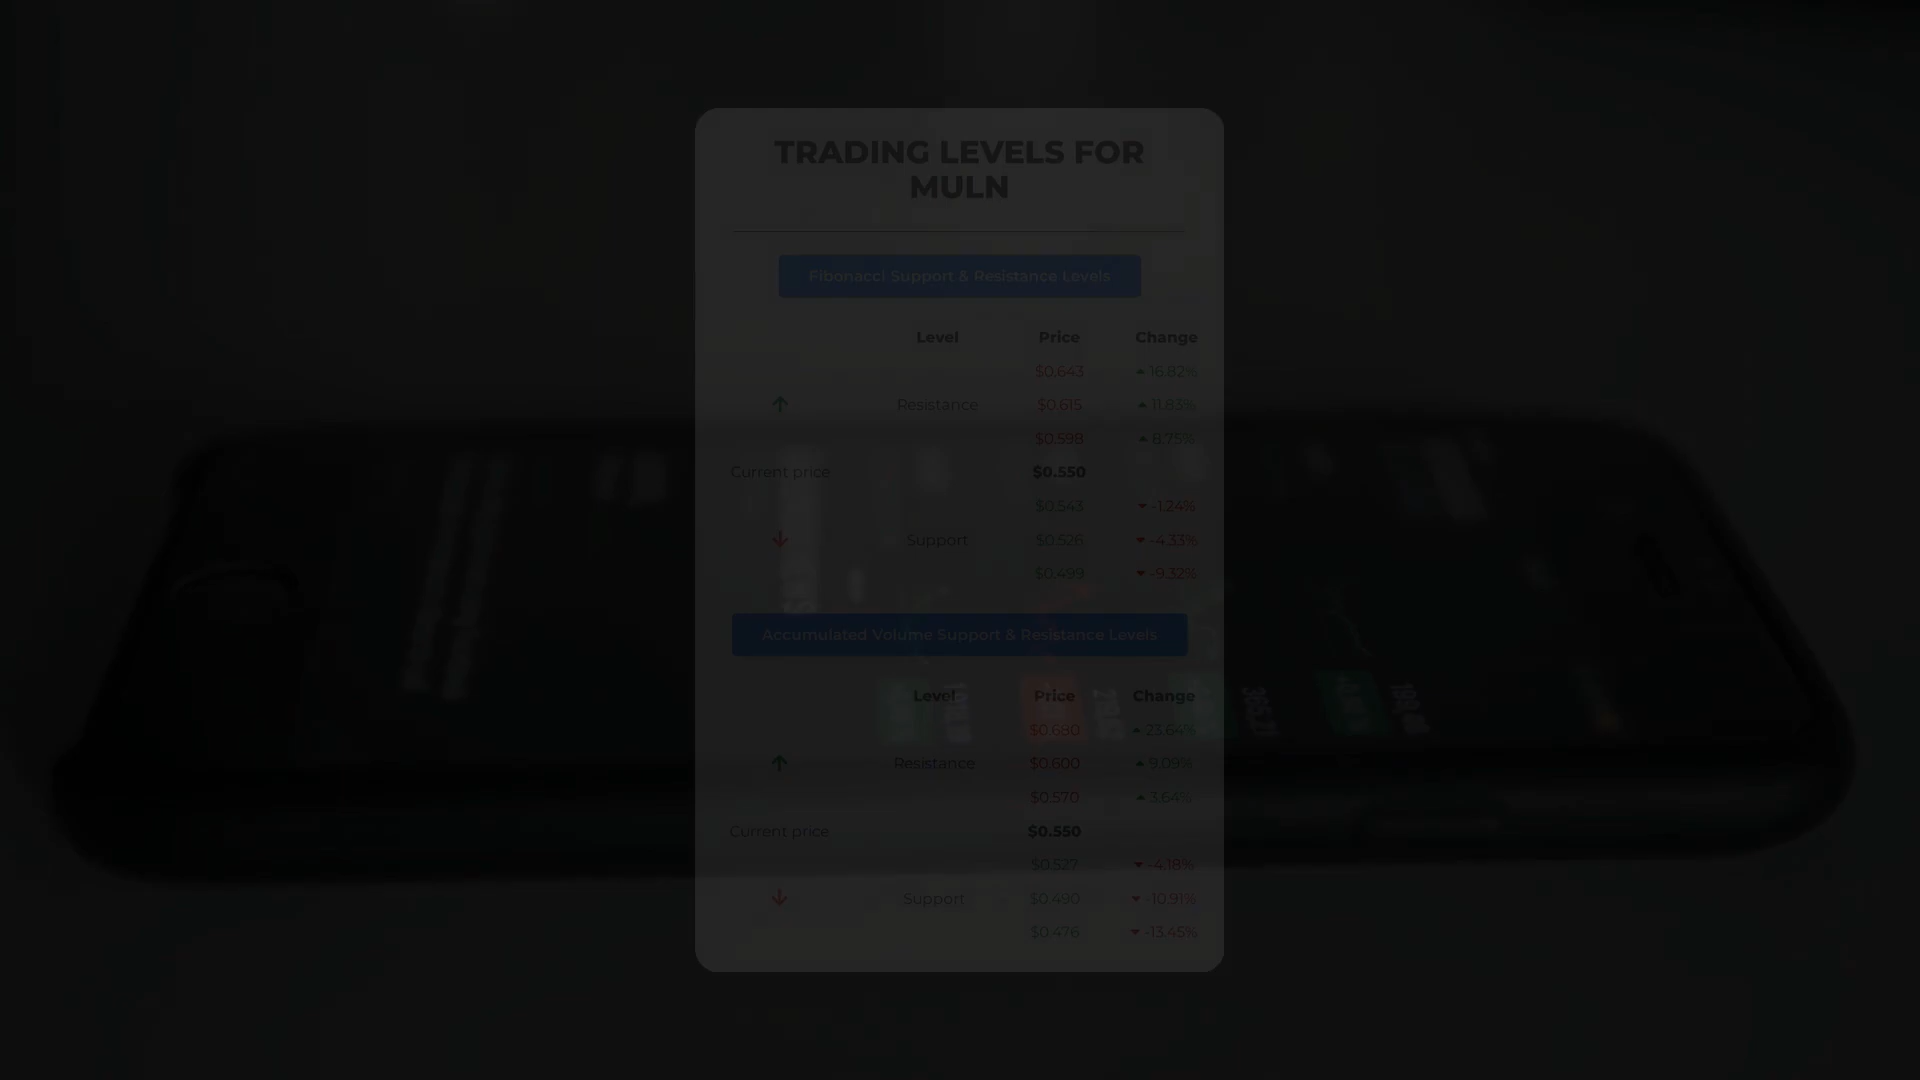 TRADING LEVELS FOR
MULN
Fibonacci Support & Resistance Levels
Level Price Change
$0.643 16.82%
Resistance $0.615 11.83%
$0.598 8.75%
Current price $0.550
$0.543 -1.24%
Support $0.526 -4.33%
$0.499 -9.32%
Accumulated Volume Support & Resistance Levels
Level Price Change
$0.680 23.64%
Resistance $0.600 9.09%
$0.570 3.64%
Current price $0.550
$0.527 -4.18%
Support $0.490 -10.91%
$0.476 -13.45%